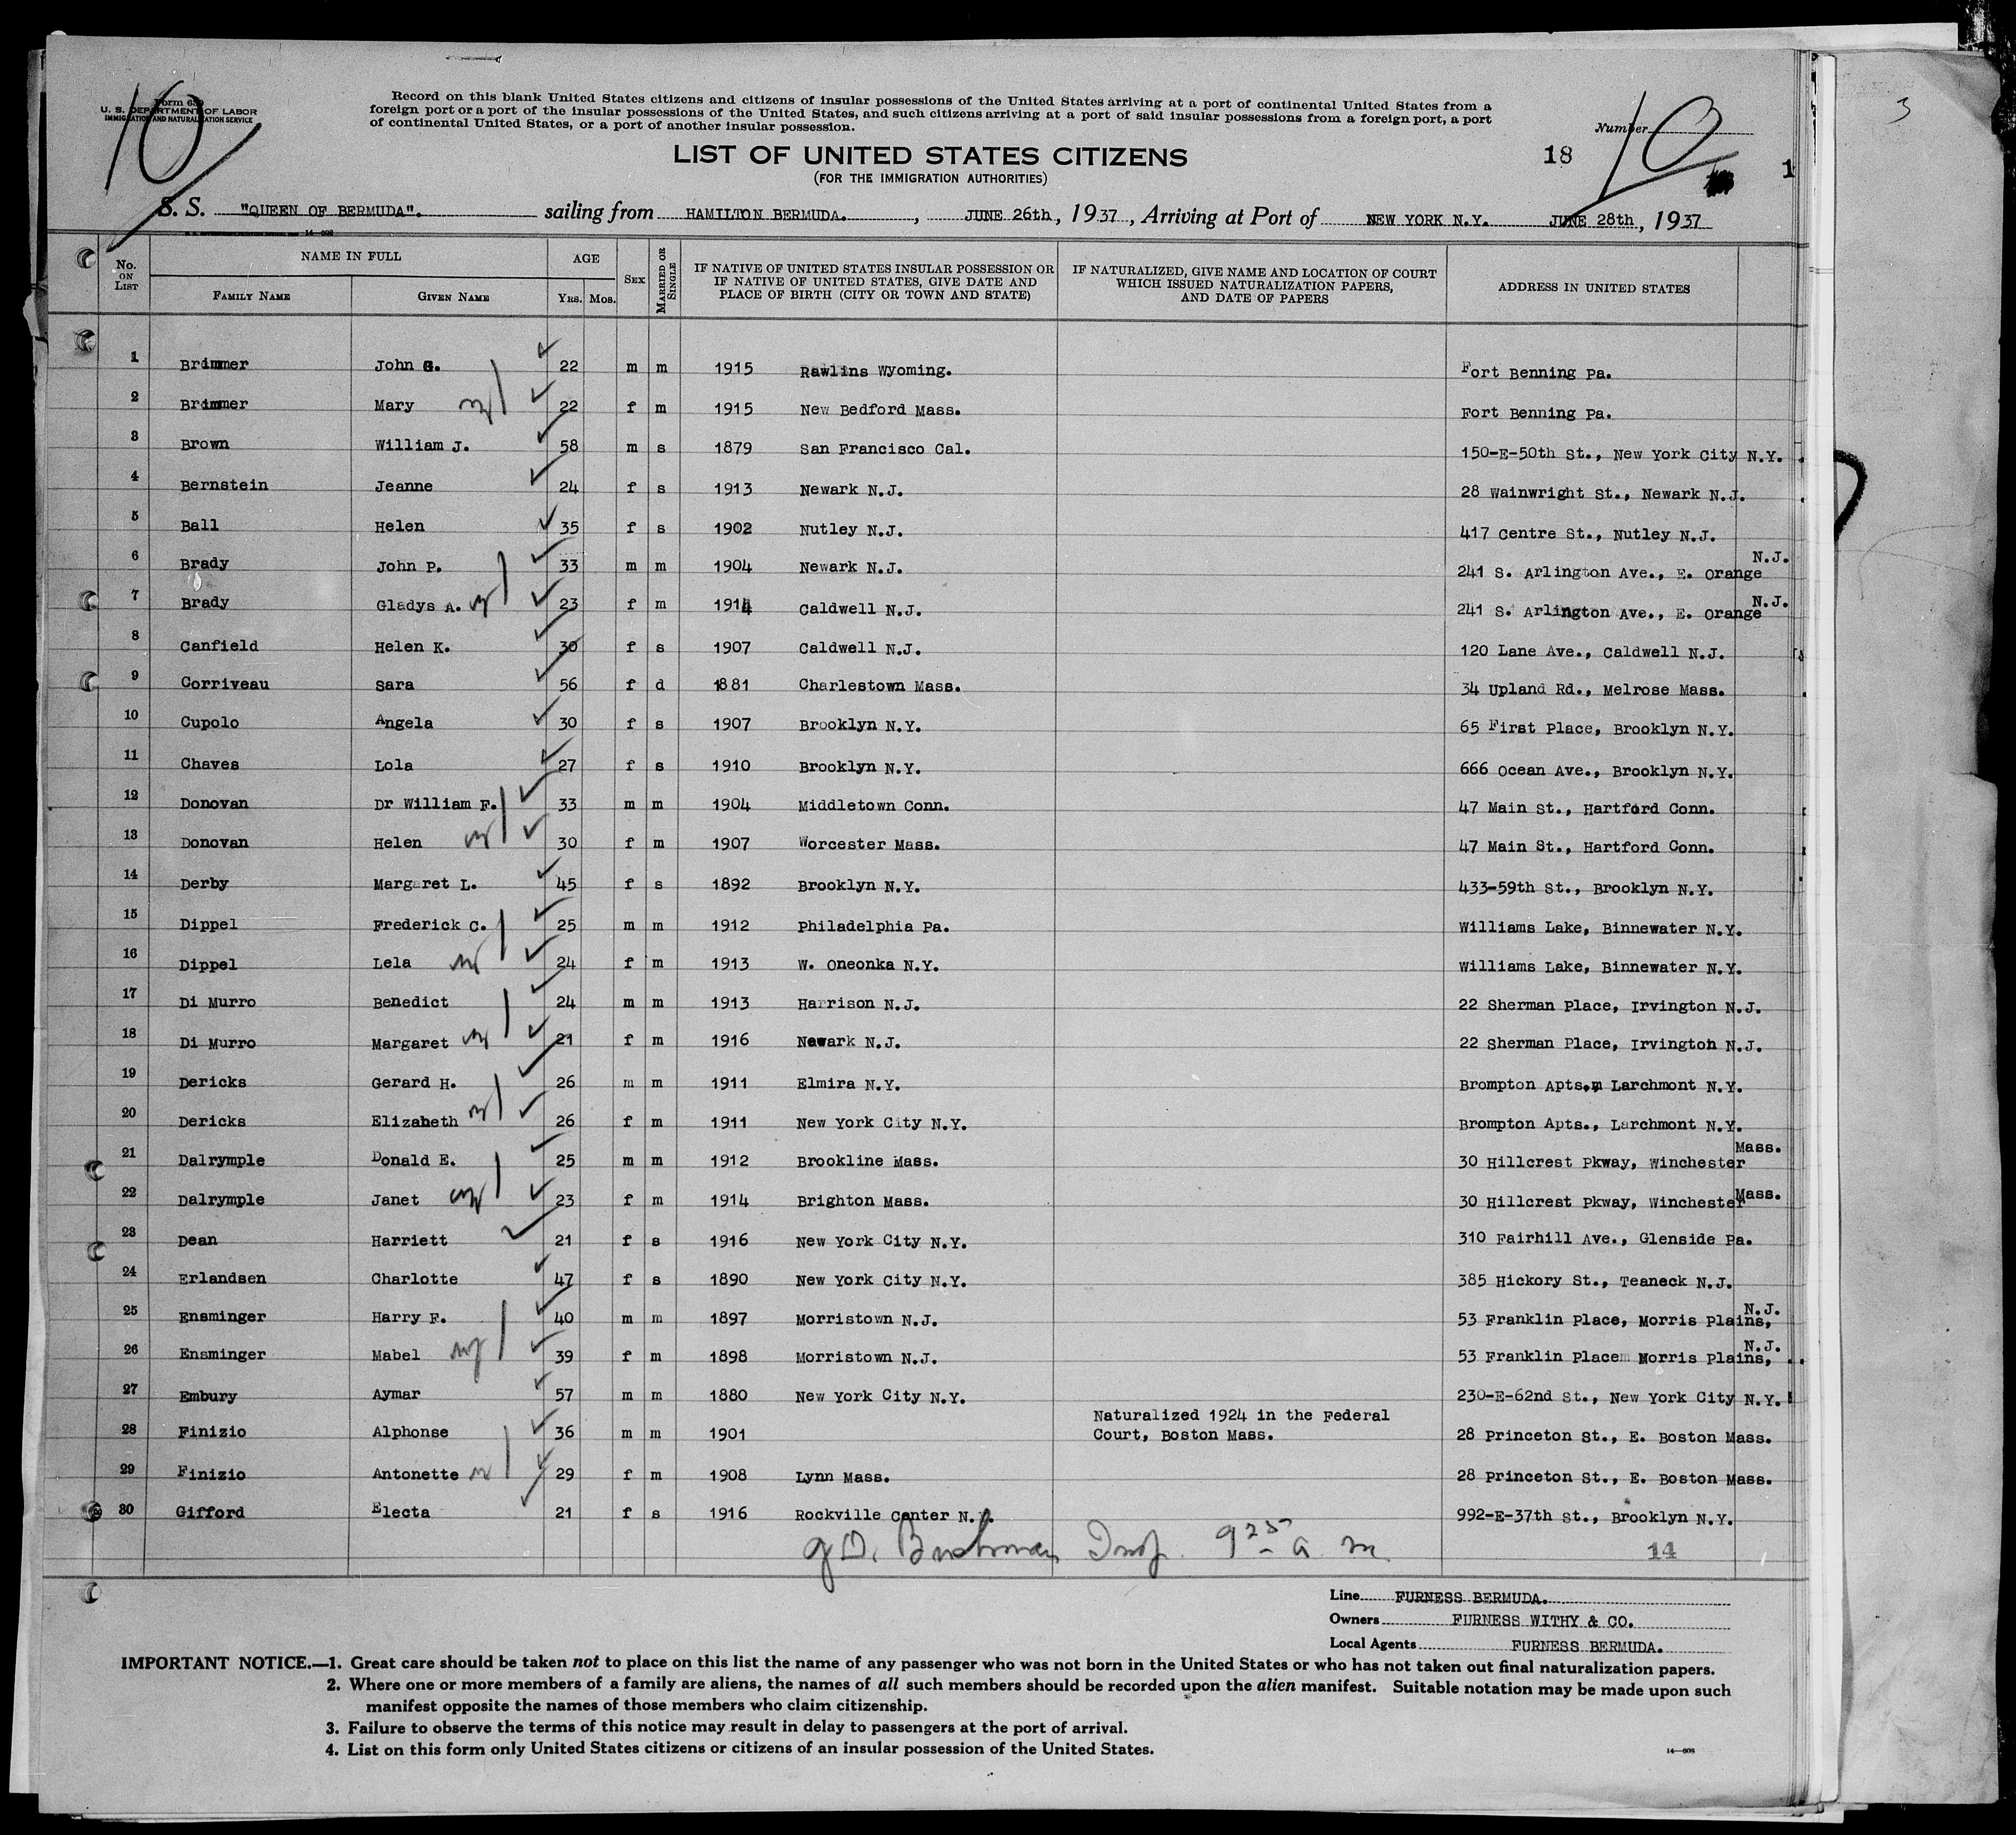 3
10
Form 630
U. S. DEPARTMENT OF LABOR
IMMIGRATION AND NATURALIZATION SERVICE
Record on this blank United States citizens and citizens of insular possessions of the United States arriving at a port of continental United States from a
foreign port or a port of the insular possessions of the United States, and such citizens arriving at a port of said insular possessions from a foreign port, a port
of continental United States, or a port of another insular possession.
Number
LIST OF UNITED STATES CITIZENS
(FOR THE IMMIGRATION AUTHORITIES)
18 10 1
S. S. "QUEEN OF BERMUDA". sailing from HAMILTON BERMUDA. , JUNE 26th , 1937 , Arriving at Port of NEW YORK N.Y. JUNE 28th , 1937
14—608
No. ON LIST
NAME IN FULL
FAMILY NAME GIVEN NAME
AGE
YRS. MOS.
SEX
MARRIED OR SINGLE
IF NATIVE OF UNITED STATES INSULAR POSSESSION OR
IF NATIVE OF UNITED STATES, GIVE DATE AND
PLACE OF BIRTH (CITY OR TOWN AND STATE)
IF NATURALIZED, GIVE NAME AND LOCATION OF COURT
WHICH ISSUED NATURALIZATION PAPERS,
AND DATE OF PAPERS
ADDRESS IN UNITED STATES
1 Brimmer John G. 22 m m 1915 Rawlins Wyoming. Fort Benning Pa.
2 Brimmer Mary 22 f m 1915 New Bedford Mass. Fort Benning Pa.
3 Brown William J. 58 m s 1879 San Francisco Cal. 150-E-50th St., New York City N.Y.
4 Bernstein Jeanne 24 f s 1913 Newark N.J. 28 Wainwright St., Newark N.J.
5 Ball Helen 35 f s 1902 Nutley N.J. 417 Centre St., Nutley N.J.
6 Brady John P. 33 m m 1904 Newark N.J. 241 S. Arlington Ave., E. Orange N.J.
7 Brady Gladys A. 23 f m 1914 Caldwell N.J. 241 S. Arlington Ave., E. Orange N.J.
8 Canfield Helen K. 30 f s 1907 Caldwell N.J. 120 Lane Ave., Caldwell N.J.
9 Corriveau Sara 56 f d 1881 Charlestown Mass. 34 Upland Rd., Melrose Mass.
10 Cupolo Angela 30 f s 1907 Brooklyn N.Y. 65 First Place, Brooklyn N.Y.
11 Chaves Lola 27 f s 1910 Brooklyn N.Y. 666 Ocean Ave., Brooklyn N.Y.
12 Donovan Dr William F. 33 m m 1904 Middletown Conn. 47 Main St., Hartford Conn.
13 Donovan Helen 30 f m 1907 Worcester Mass. 47 Main St., Hartford Conn.
14 Derby Margaret L. 45 f s 1892 Brooklyn N.Y. 433-59th St., Brooklyn N.Y.
15 Dippel Frederick C. 25 m m 1912 Philadelphia Pa. Williams Lake, Binnewater N.Y.
16 Dippel Lela 24 f m 1913 W. Oneonka N.Y. Williams Lake, Binnewater N.Y.
17 Di Murro Benedict 24 m m 1913 Harrison N.J. 22 Sherman Place, Irvington N.J.
18 Di Murro Margaret 21 f m 1916 Newark N.J. 22 Sherman Place, Irvington N.J.
19 Dericks Gerard H. 26 m m 1911 Elmira N.Y. Brompton Apts., Larchmont N.Y.
20 Dericks Elizabeth 26 f m 1911 New York City N.Y. Brompton Apts., Larchmont N.Y.
21 Dalrymple Donald E. 25 m m 1912 Brookline Mass. 30 Hillcrest Pkway, Winchester Mass.
22 Dalrymple Janet 23 f m 1914 Brighton Mass. 30 Hillcrest Pkway, Winchester Mass.
23 Dean Harriett 21 f s 1916 New York City N.Y. 310 Fairhill Ave., Glenside Pa.
24 Erlandsen Charlotte 47 f s 1890 New York City N.Y. 385 Hickory St., Teaneck N.J.
25 Ensminger Harry F. 40 m m 1897 Morristown N.J. 53 Franklin Place, Morris Plains, N.J.
26 Ensminger Mabel 39 f m 1898 Morristown N.J. 53 Franklin Placem Morris Plains, N.J.
27 Embury Aymar 57 m m 1880 New York City N.Y. 230-E-62nd St., New York City N.Y.
28 Finizio Alphonse 36 m m 1901 Naturalized 1924 in the Federal
Court, Boston Mass. 28 Princeton St., E. Boston Mass.
29 Finizio Antonette 29 f m 1908 Lynn Mass. 28 Princeton St., E. Boston Mass.
30 Gifford Electa 21 f s 1916 Rockville Center N.Y. 992-E-37th St., Brooklyn N.Y.
Insp. 9 25 a m
14
Line FURNESS BERMUDA.
Owners FURNESS WITHY & CO.
Local Agents FURNESS BERMUDA.
IMPORTANT NOTICE.—1. Great care should be taken not to place on this list the name of any passenger who was not born in the United States or who has not taken out final naturalization papers.
2. Where one or more members of a family are aliens, the names of all such members should be recorded upon the alien manifest. Suitable notation may be made upon such
manifest opposite the names of those members who claim citizenship.
3. Failure to observe the terms of this notice may result in delay to passengers at the port of arrival.
4. List on this form only United States citizens or citizens of an insular possession of the United States.
14—608